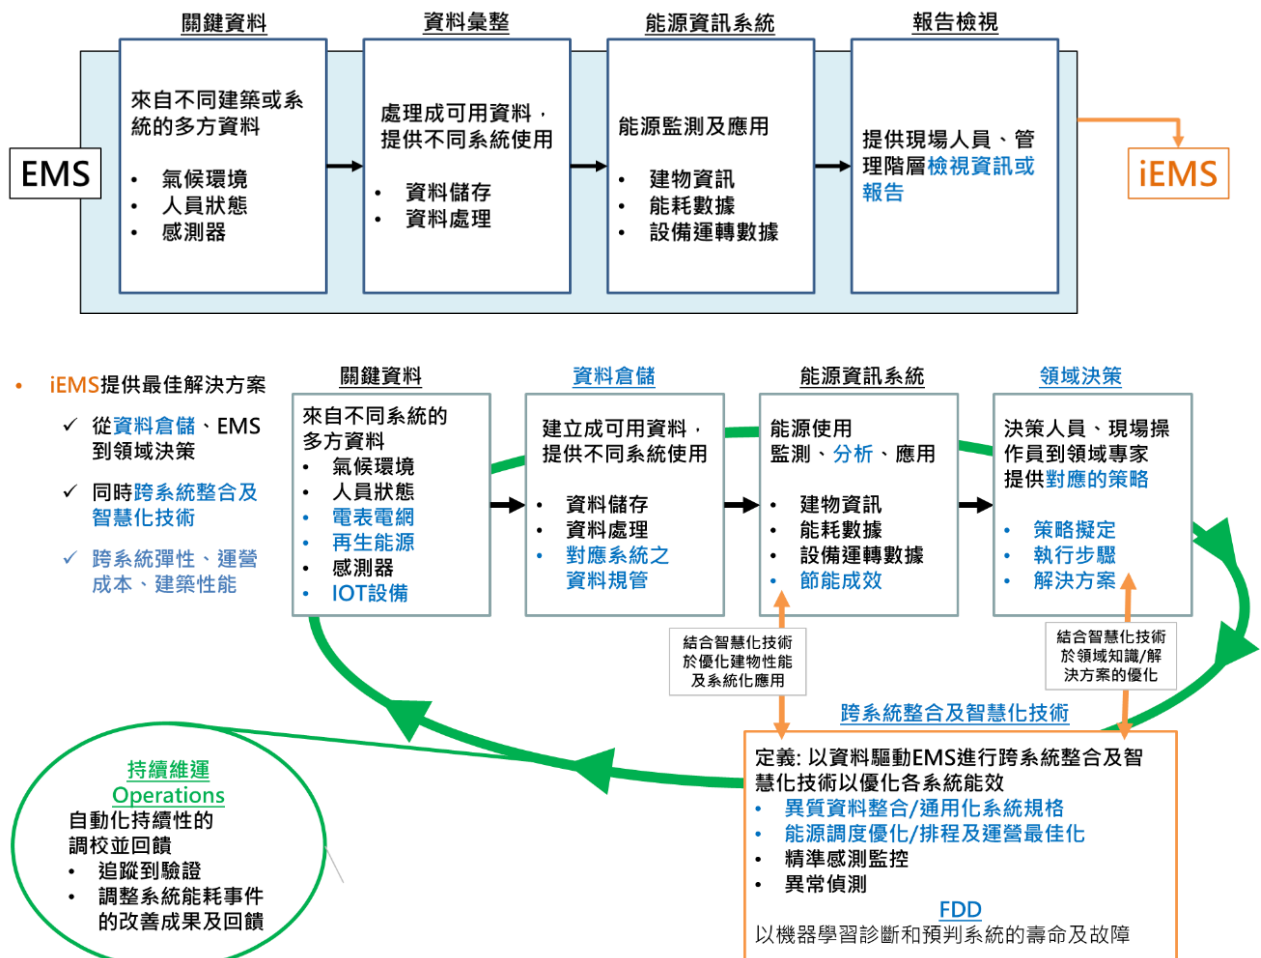 關鍵資料
資料彙整
能源資訊系統
報告檢視
EMS
來自不同建築或系
統的多方資料
• 氣候環境
• 人員狀態
• 感測器
處理成可用資料，
提供不同系統使用
• 資料儲存
• 資料處理
能源監測及應用
• 建物資訊
• 能耗數據
• 設備運轉數據
提供現場人員、管
理階層檢視資訊或
報告
iEMS
• iEMS提供最佳解決方案
✓ 從資料倉儲、EMS
到領域決策
✓ 同時跨系統整合及
智慧化技術
✓ 跨系統彈性、運營
成本、建築性能
關鍵資料
來自不同系統的
多方資料
• 氣候環境
• 人員狀態
• 電表電網
• 再生能源
• 感測器
• IOT設備
資料倉儲
建立成可用資料，
提供不同系統使用
• 資料儲存
• 資料處理
• 對應系統之
資料規管
能源資訊系統
能源使用
監測、分析、應用
• 建物資訊
• 能耗數據
• 設備運轉數據
• 節能成效
領域決策
決策人員、現場操
作員到領域專家
提供對應的策略
• 策略擬定
• 執行步驟
• 解決方案
結合智慧化技術
於優化建物性能
及系統化應用
結合智慧化技術
於領域知識/解
決方案的優化
跨系統整合及智慧化技術
定義: 以資料驅動EMS進行跨系統整合及智
慧化技術以優化各系統能效
• 異質資料整合/通用化系統規格
• 能源調度優化/排程及運營最佳化
• 精準感測監控
• 異常偵測
FDD
以機器學習診斷和預判系統的壽命及故障
持續維運
Operations
自動化持續性的
調校並回饋
• 追蹤到驗證
• 調整系統能耗事件
的改善成果及回饋